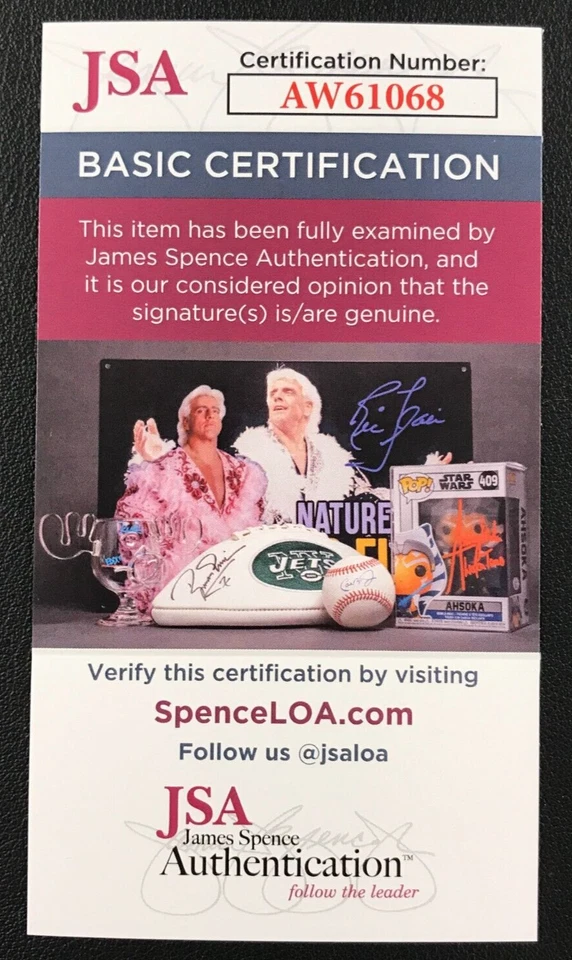 JSA
Certification Number:
AW61068
BASIC CERTIFICATION
This item has been fully examined by
James Spence Authentication, and
it is our considered opinion that the
signature(s) is/are genuine.
NATURE
POP!
STAR
WARS
409
AHSOKA
JETS
AHSOKA
Verify this certification by visiting
SpenceLOA.com
Follow us @jsaloa
JSA
James Spence
Authentication™
follow the leader